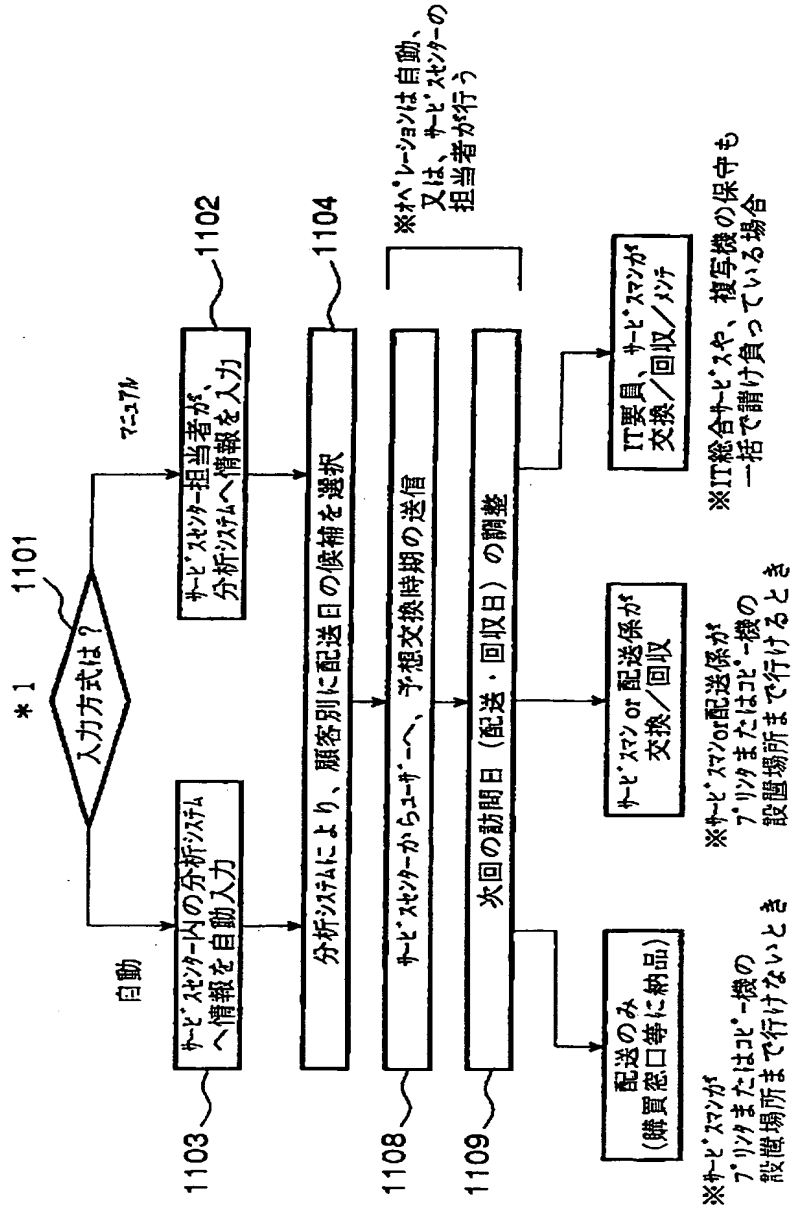 *1
1101
入力方式は?
自動
マニュアル
1103
サービスセンター内の分析システム
へ情報を自動入力
サービスセンター担当者が、
分析システムへ情報を入力
1102
分析システムにより、顧客別に配送日の候補を選択
1104
1108
サービスセンターからユーザーへ、予想交換時期の送信
1109
次回の訪問日(配送・回収日)の調整
※オペレーションは自動、
又は、サービスセンターの
担当者が行う
配送のみ
(購買窓口等に納品)
サービスマンor配送係が
交換/回収
IT要員、サービスマンが
交換/回収/メンテ
※サービスマンが
プリンタまたはコピー機の
設置場所まで行けないとき
※サービスマンor配送係が
プリンタまたはコピー機の
設置場所まで行けるとき
※IT総合サービスや、複写機の保守も
一括で請け負っている場合